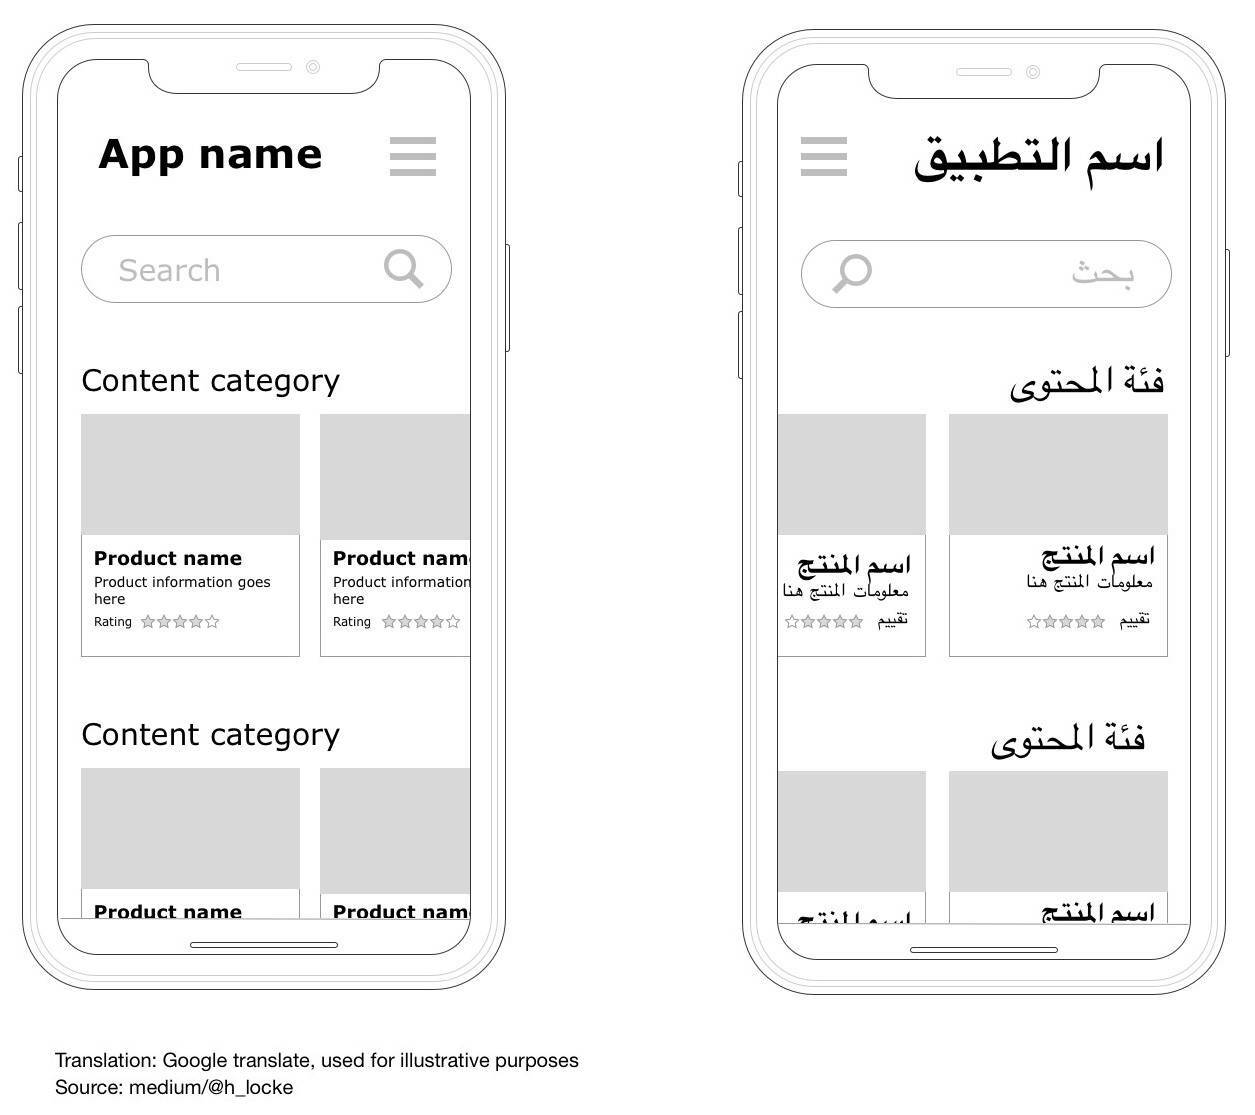 App name
Search
Content category
Product name
Product information goes
here
Rating
Product nam
Product information
here
Rating
Content category
Product name
Product nam
اسم التطبيق
بحث
فئة المحتوى
اسم المنتج
معلومات المنتج هنا
تقييم
اسم المنتج
معلومات المنتج هنا
تقييم
فئة المحتوى
اسم المنتج
اسم المنتج
Translation: Google translate, used for illustrative purposes
Source: medium/@h_locke